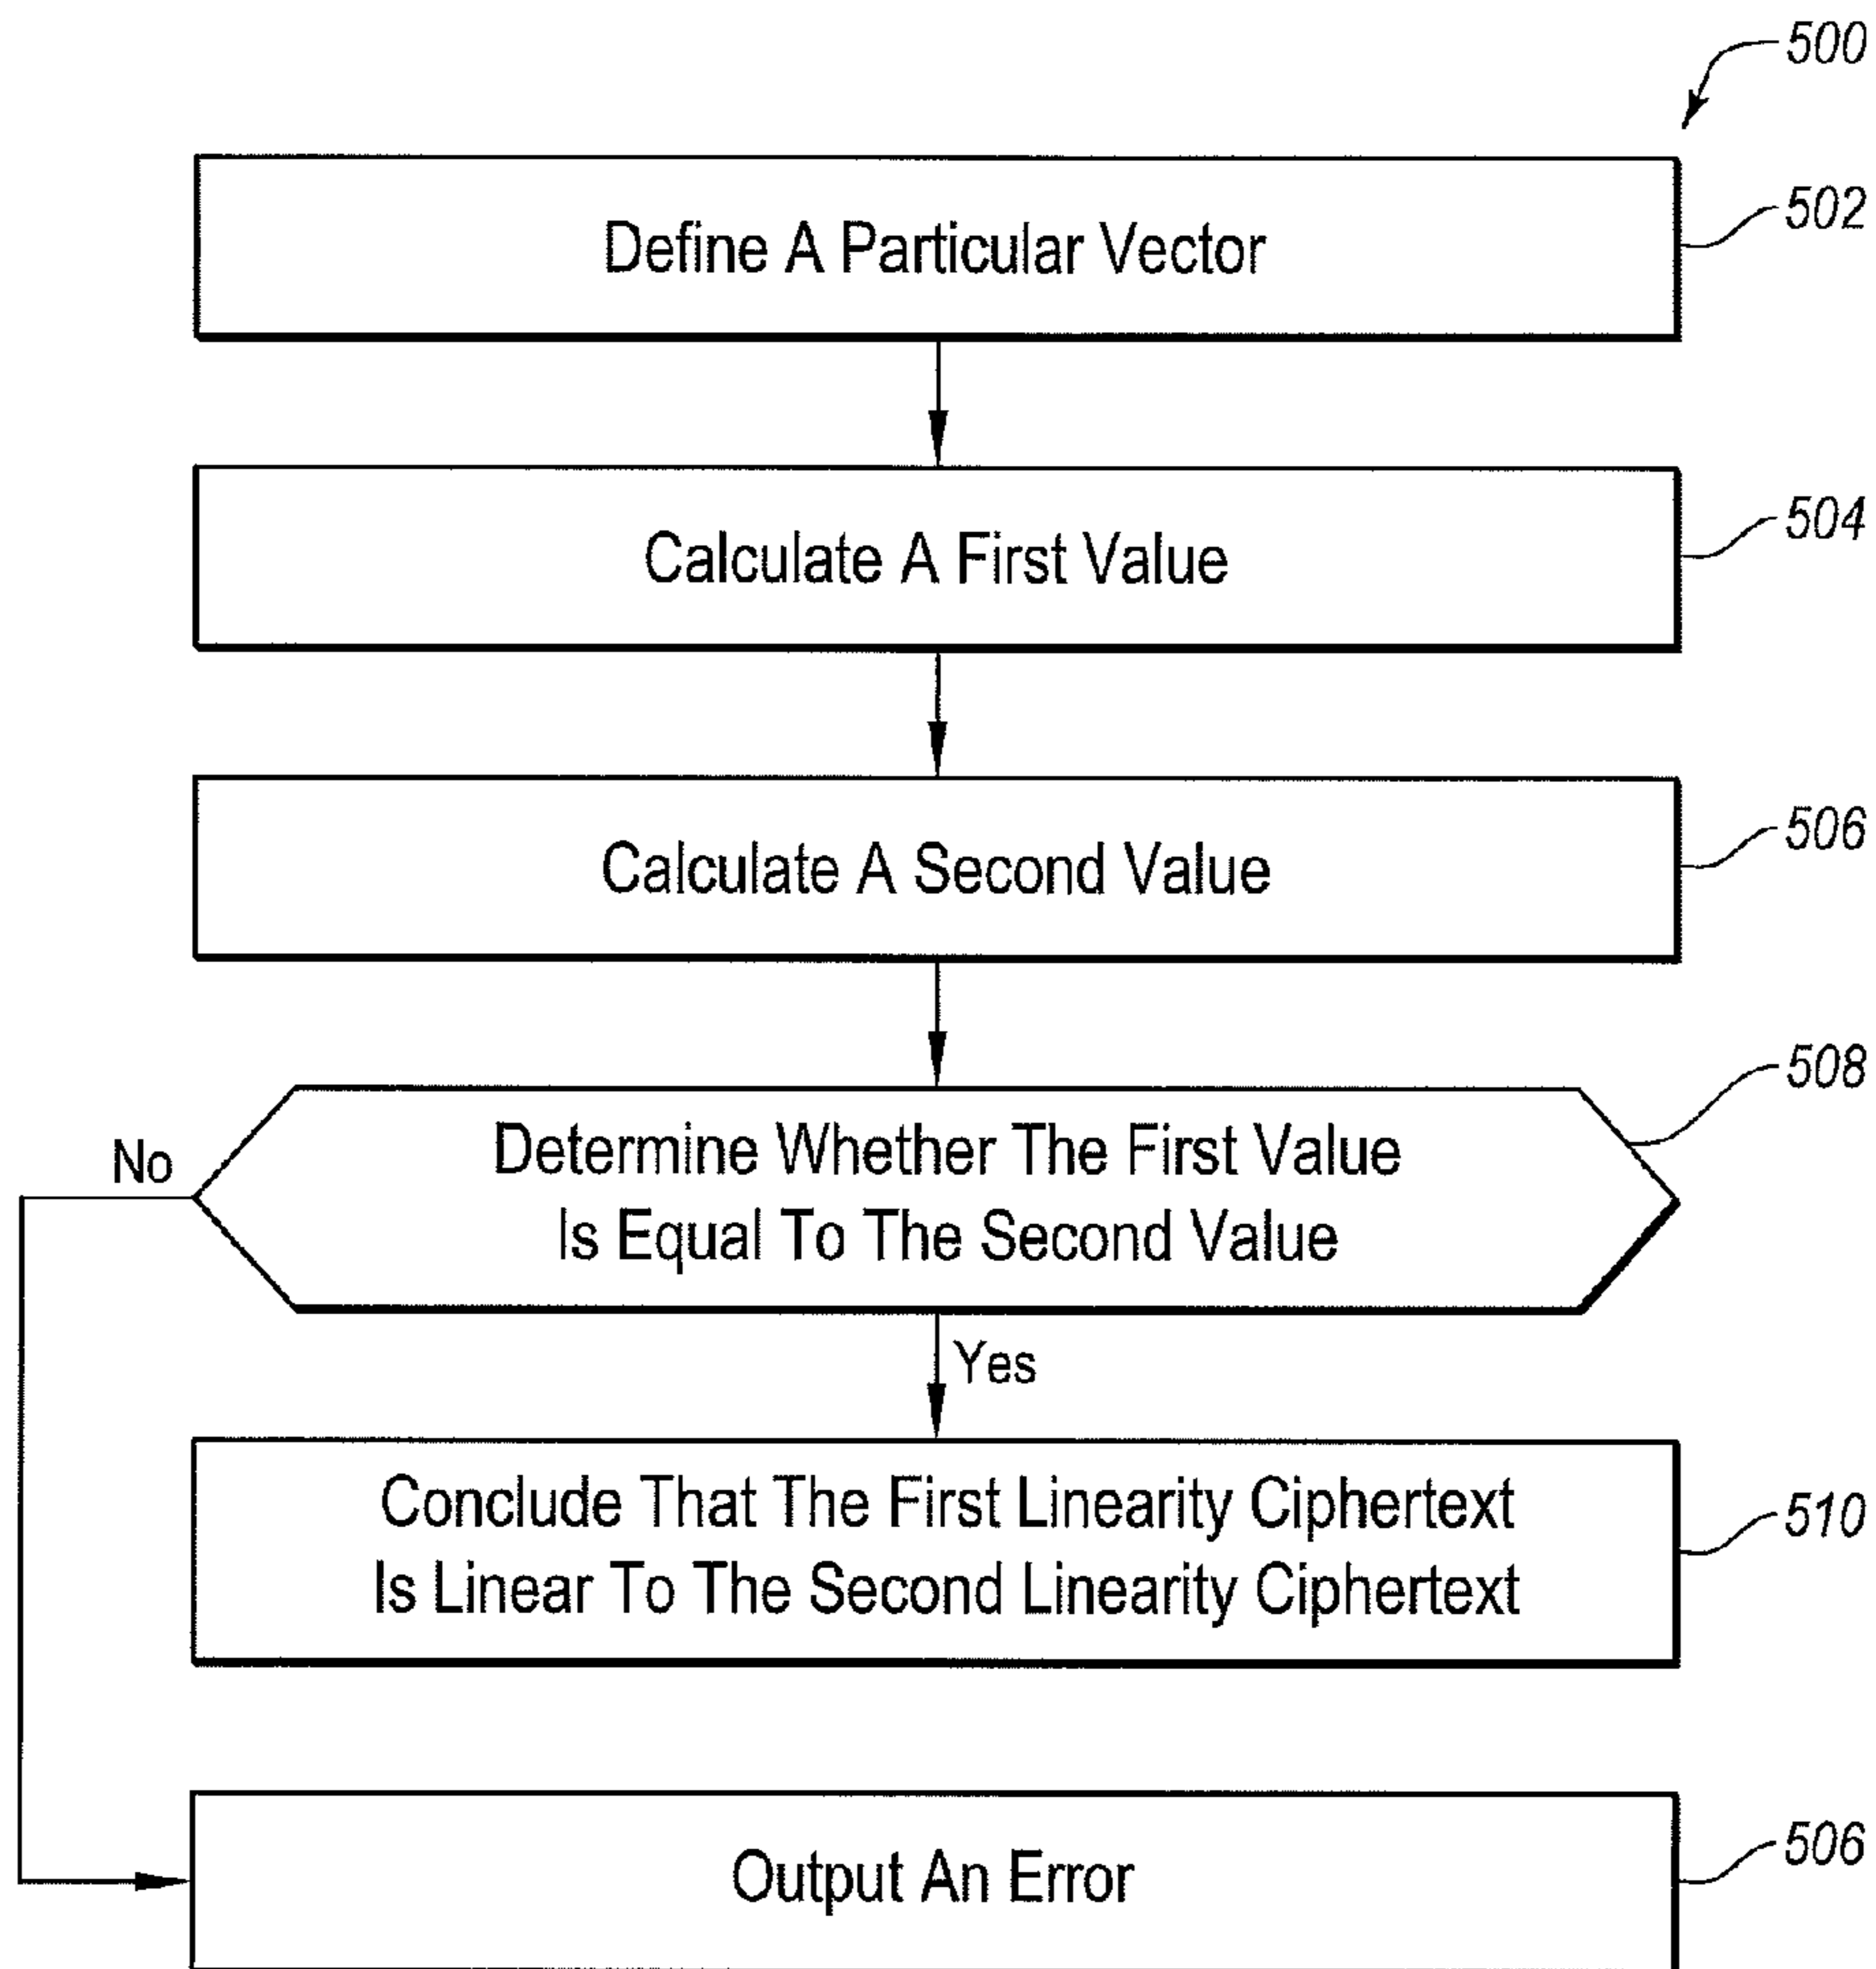 500
Define A Particular Vector
502
Calculate A First Value
504
Calculate A Second Value
506
Determine Whether The First Value
Is Equal To The Second Value
508
No
Yes
Conclude That The First Linearity Ciphertext
Is Linear To The Second Linearity Ciphertext
510
Output An Error
506